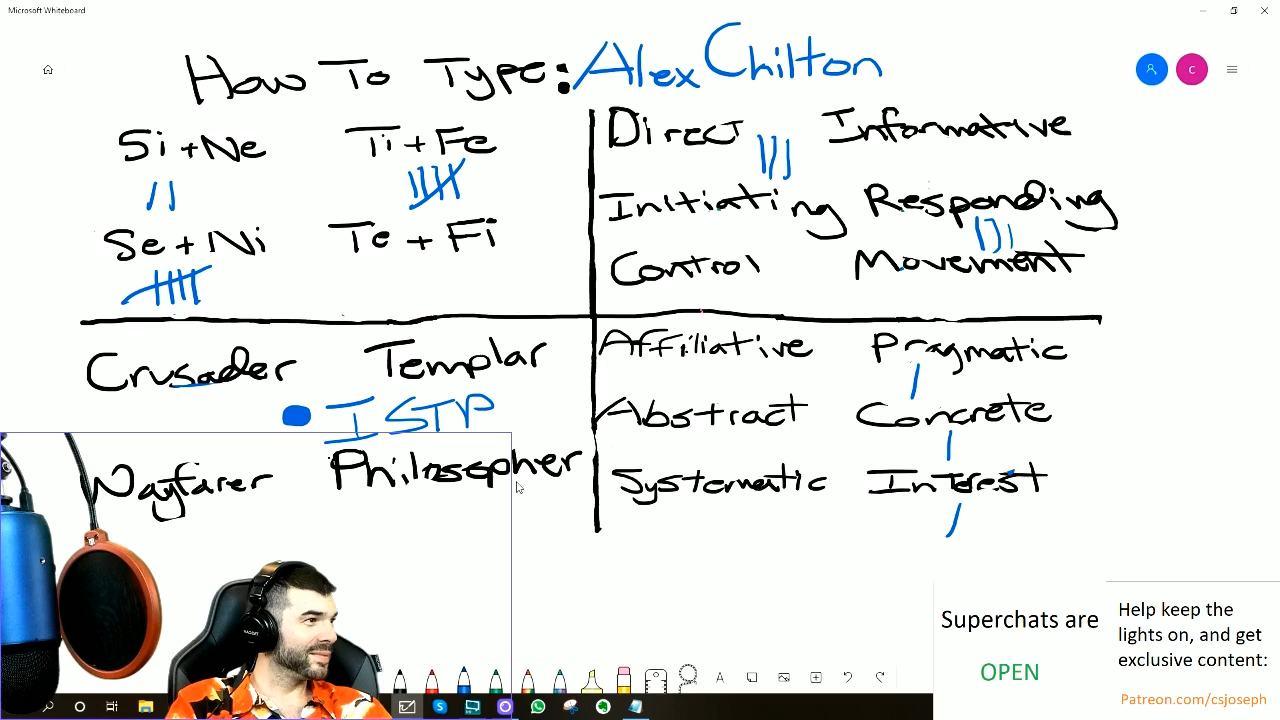 Microsoft Whiteboard
How To Type: Alex Chilton
Si + Ne Ti + Fe
Se + Ni Te + Fi
Direct Informative
Initiating Responding
Control Movement
Crusader Templar
ISTP
Wayfarer Philosopher
Affiliative Pragmatic
Abstract Concrete
Systematic Interest
C
Superchats are
OPEN
Help keep the
lights on, and get
exclusive content:
Patreon.com/csjoseph